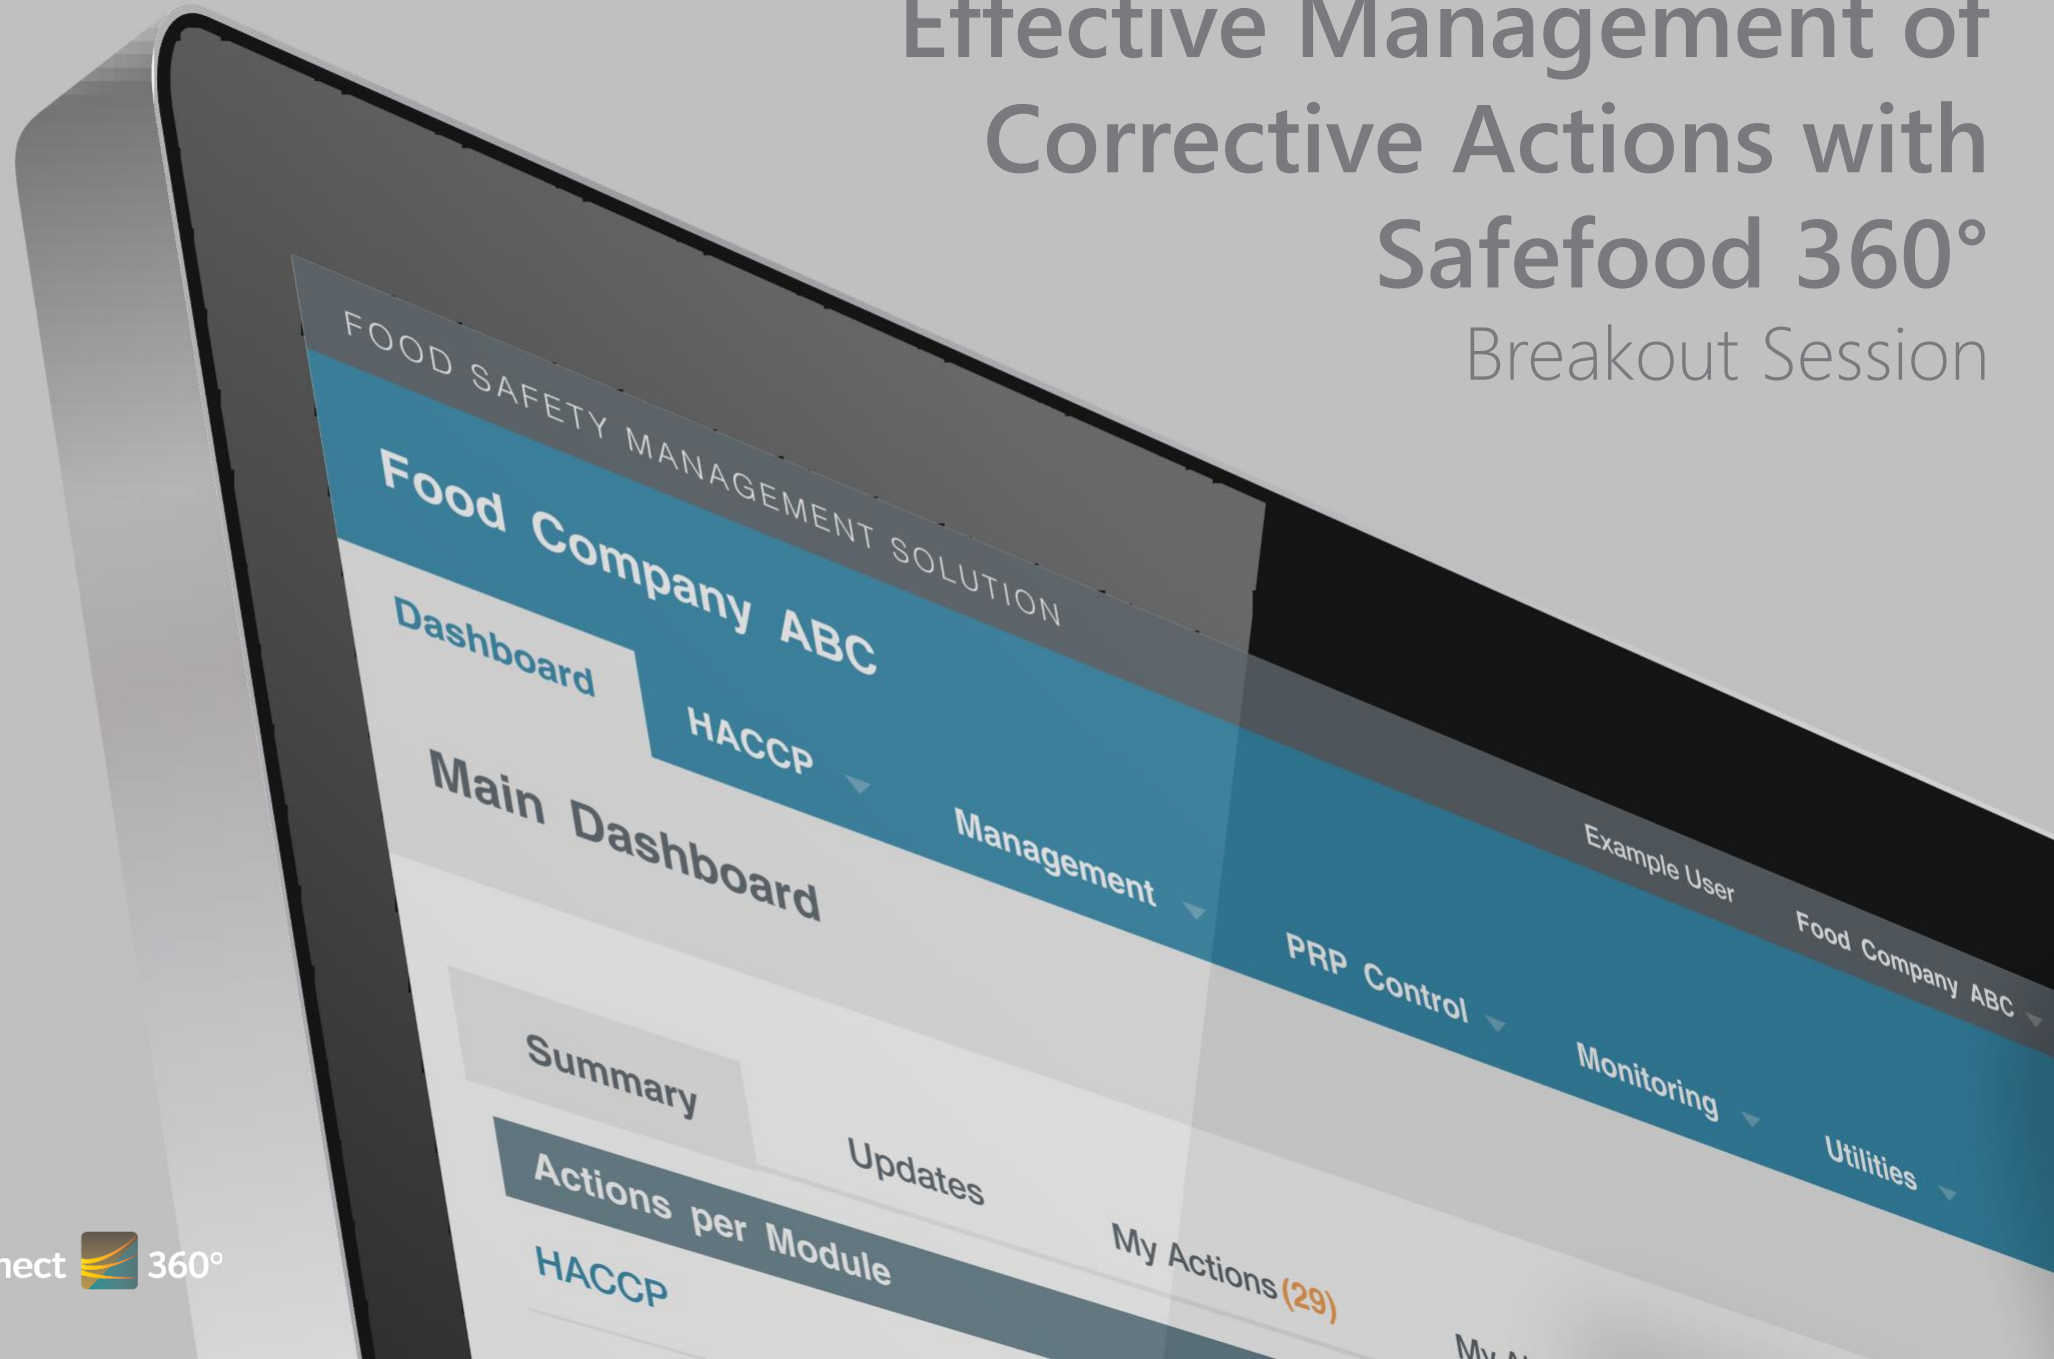 Effective Management of
Corrective Actions with
Safefood 360°
Breakout Session
FOOD SAFETY MANAGEMENT SOLUTION
Example User
Food Company ABC
Food Company ABC
Dashboard
HACCP
Management
PRP Control
Monitoring
Utilities
Main Dashboard
Summary
Updates
My Actions (29)
My
Actions per Module
HACCP
360°